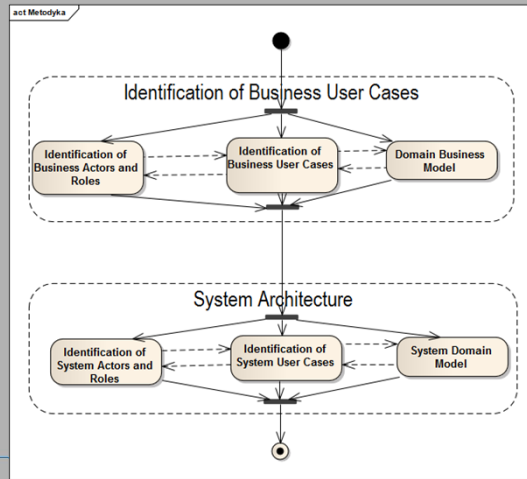 act Metodyka
Identification of Business User Cases
Identification of
Business Actors and
Roles
Identification of
Business User Cases
Domain Business
Model
System Architecture
Identification of
System Actors and
Roles
Identification of
System User Cases
System Domain
Model